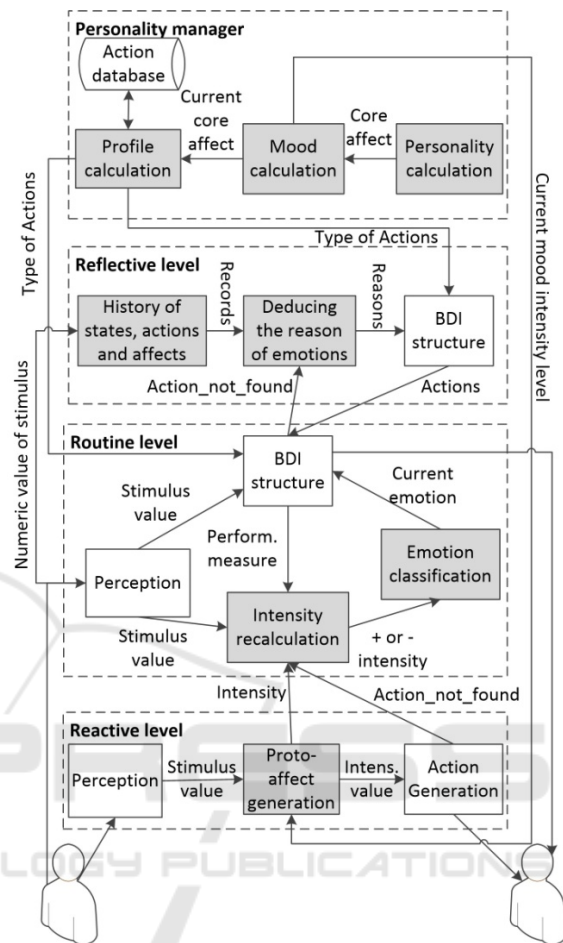 Personality manager
Action
database
Current
core
affect
Core
affect
Profile
calculation
Mood
calculation
Personality
calculation
Type of Actions
Type of Actions
Current mood intensity level
Reflective level
Records
Reasons
History of
states, actions
and affects
Deducing
the reason
of emotions
BDI
structure
Action_not_found
Actions
Numeric value of stimulus
Routine level
BDI
structure
Stimulus
value
Current
emotion
Perform.
measure
Perception
Emotion
classification
Stimulus
value
Intensity
recalculation
+ or -
intensity
Intensity
Action_not_found
Reactive level
Perception
Stimulus
value
Proto-
affect
generation
Intens.
value
Action
Generation
PRESS
OLOGY PUBLICATIONS